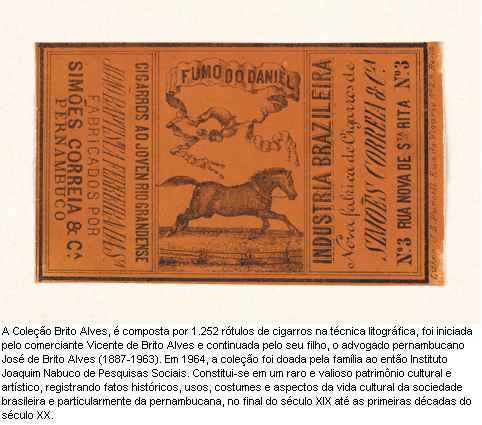 CIGARROS AO JOVEN RIO GRANDENSE
FABRICADOS POR
SIMÕES CORREIA & Cª
PERNAMBUCO
FUMO DO DANIEL
INDUSTRIA BRAZILEIRA
Nova fabrica de Cigarros de
SIMÕES CORREIA & Cª
Nº 3 RUA NOVA DE Sta RITA Nº 3
A Coleção Brito Alves, é composta por 1.252 rótulos de cigarros na técnica litográfica, foi iniciada
pelo comerciante Vicente de Brito Alves e continuada pelo seu filho, o advogado pernambucano
José de Brito Alves (1887-1963). Em 1964, a coleção foi doada pela família ao então Instituto
Joaquim Nabuco de Pesquisas Sociais. Constitui-se em um raro e valioso patrimônio cultural e
artístico, registrando fatos históricos, usos, costumes e aspectos da vida cultural da sociedade
brasileira e particularmente da pernambucana, no final do século XIX até as primeiras décadas do
século XX.